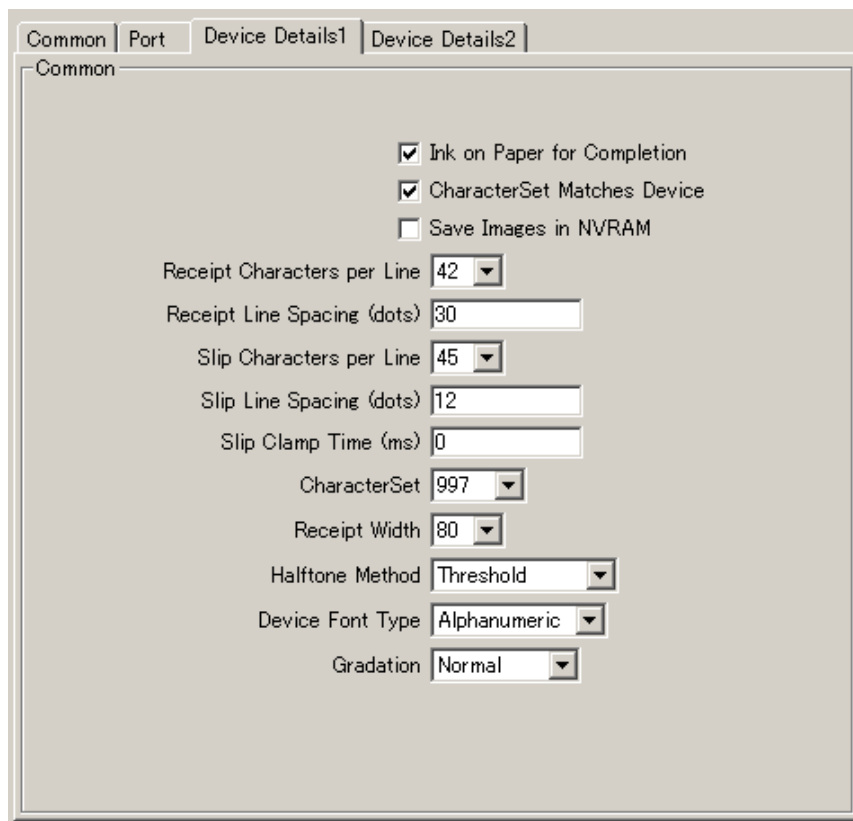 Common Port Device Details1 Device Details2
Common
Ink on Paper for Completion
CharacterSet Matches Device
Save Images in NVRAM
Receipt Characters per Line 42
Receipt Line Spacing (dots) 30
Slip Characters per Line 45
Slip Line Spacing (dots) 12
Slip Clamp Time (ms) 0
CharacterSet 997
Receipt Width 80
Halftone Method Threshold
Device Font Type Alphanumeric
Gradation Normal